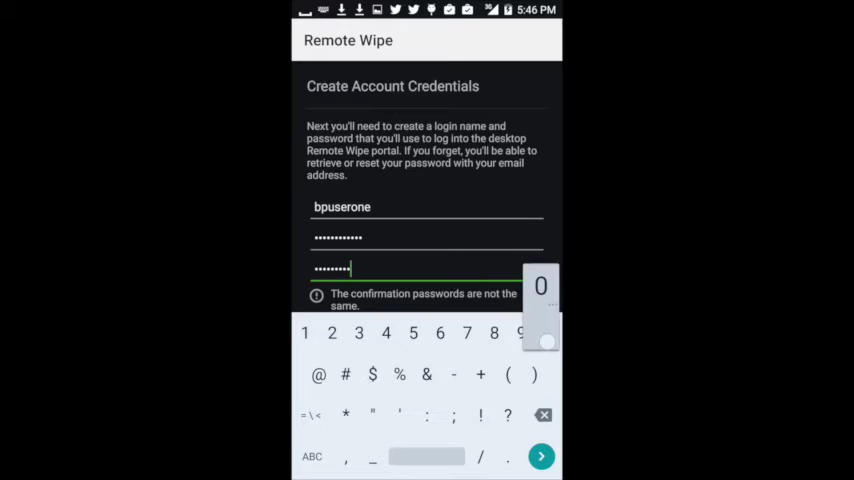 3G 5:46 PM
Remote Wipe
Create Account Credentials
Next you'll need to create a login name and
password that you'll use to log into the desktop
Remote Wipe portal. If you forget, you'll be able to
retrieve or reset your password with your email
address.
bpuserone
••••••••••••
•••••••••
The confirmation passwords are not the
same.
0
...
1 2 3 4 5 6 7 8 9
@ # $ % & - + ( )
= \ < * " ' : ; ! ?
ABC , _ / .